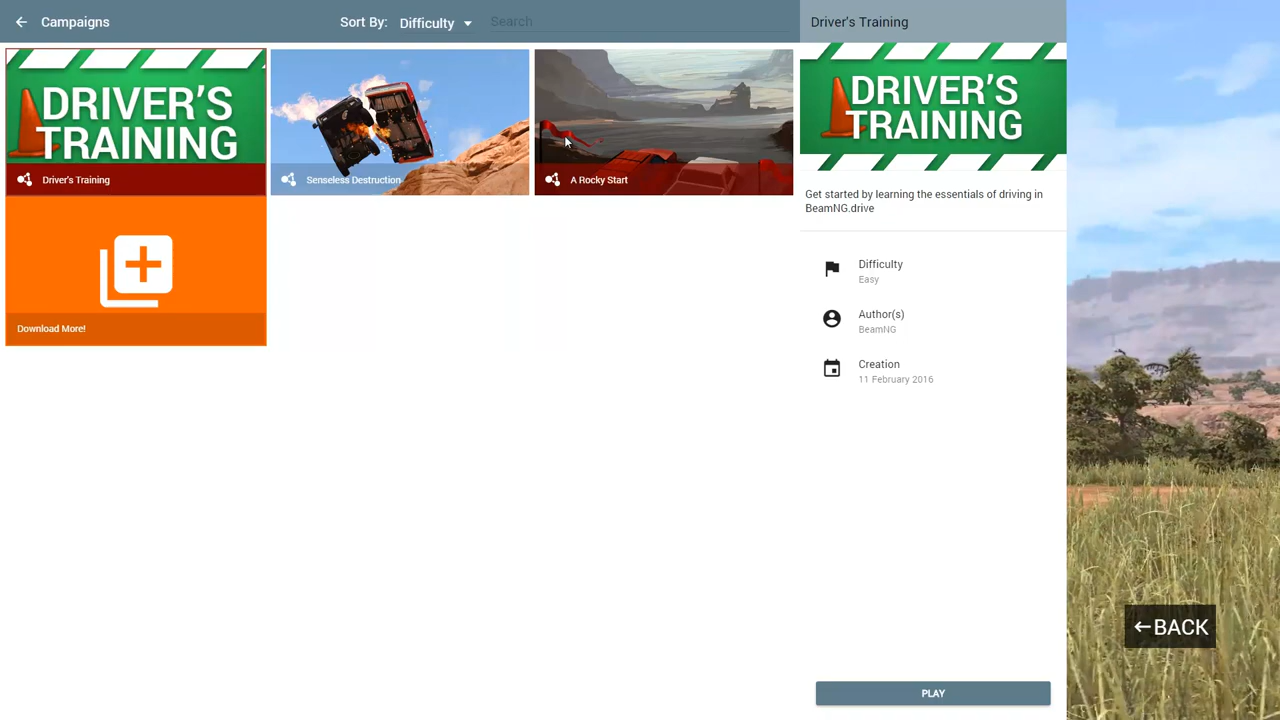 Campaigns
Sort By:
Difficulty
Search
Driver's Training
DRIVER'S
TRAINING
Driver's Training
Senseless Destruction
A Rocky Start
Download More!
DRIVER'S
TRAINING
Get started by learning the essentials of driving in
BeamNG.drive
Difficulty
Easy
Author(s)
BeamNG
Creation
11 February 2016
PLAY
←BACK